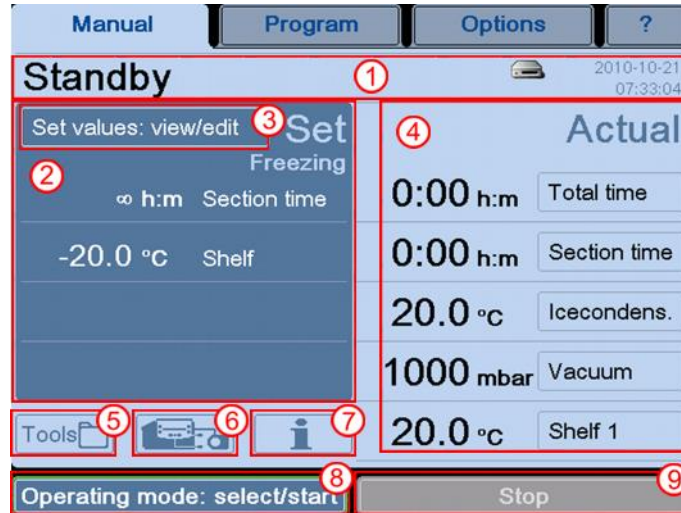 Manual Program Options ?
Standby 1 2010-10-21
07:33:04
Set values: view/edit 3 Set 4 Actual
2 Freezing
∞ h:m Section time 0:00 h:m Total time
-20.0 °C Shelf 0:00 h:m Section time
20.0 °C Icecondens.
1000 mbar Vacuum
Tools 5 6 i 7 20.0 °C Shelf 1
Operating mode: select/start 8 Stop 9